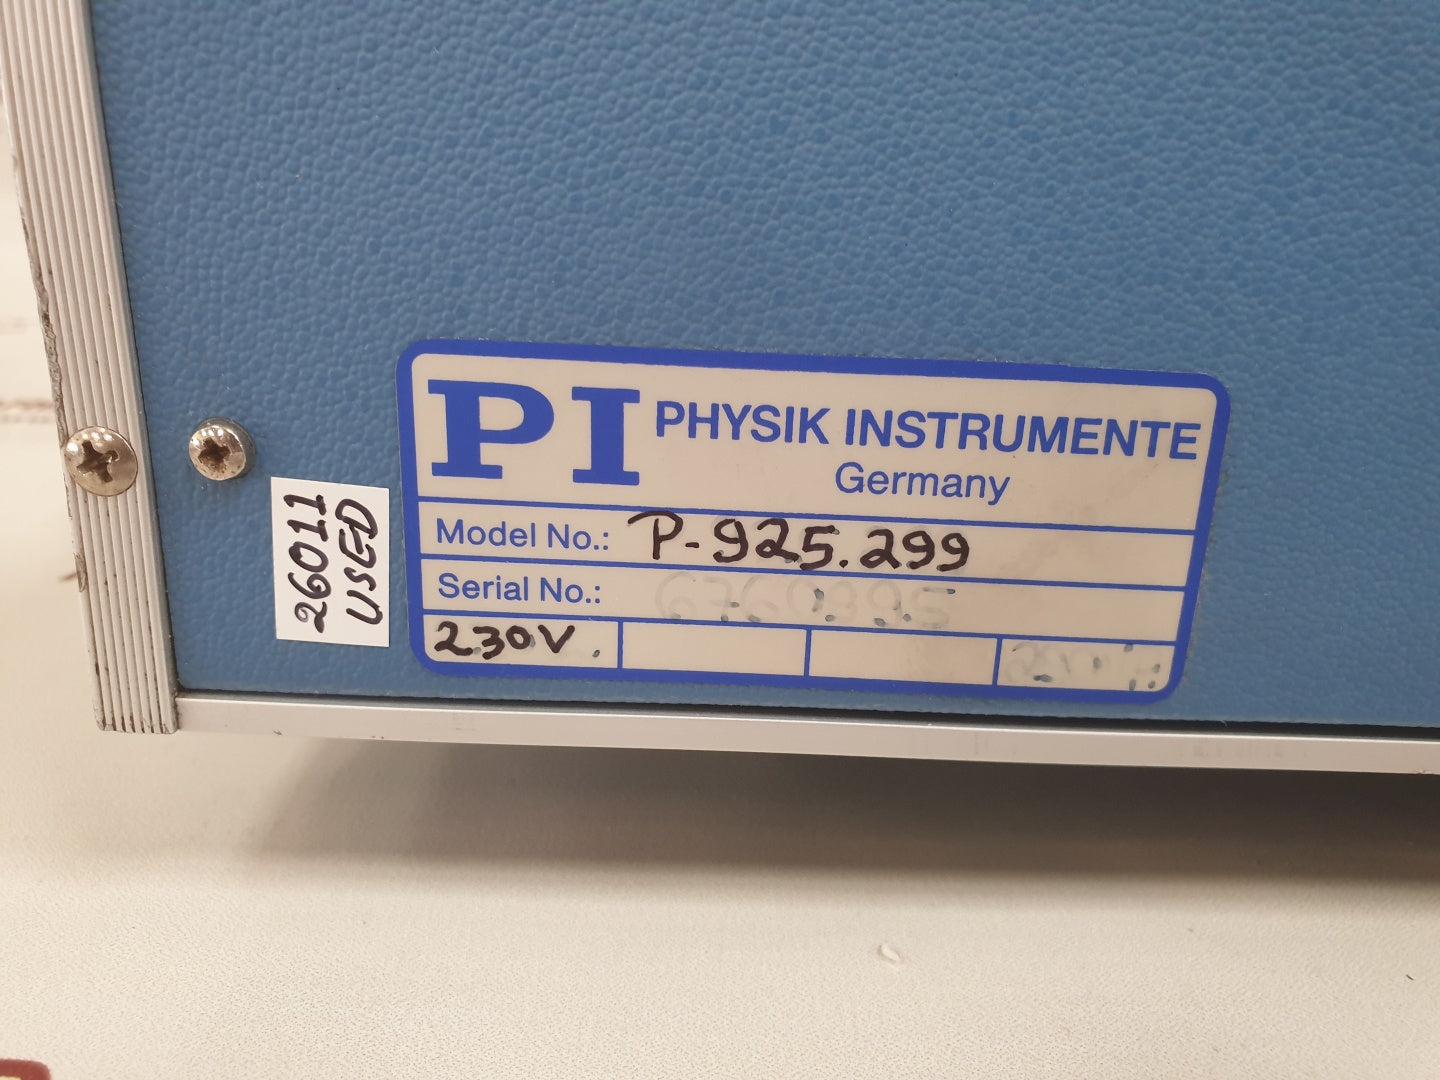 26011
USED
PI PHYSIK INSTRUMENTE
Germany
Model No.: P-925.299
Serial No.:
230V